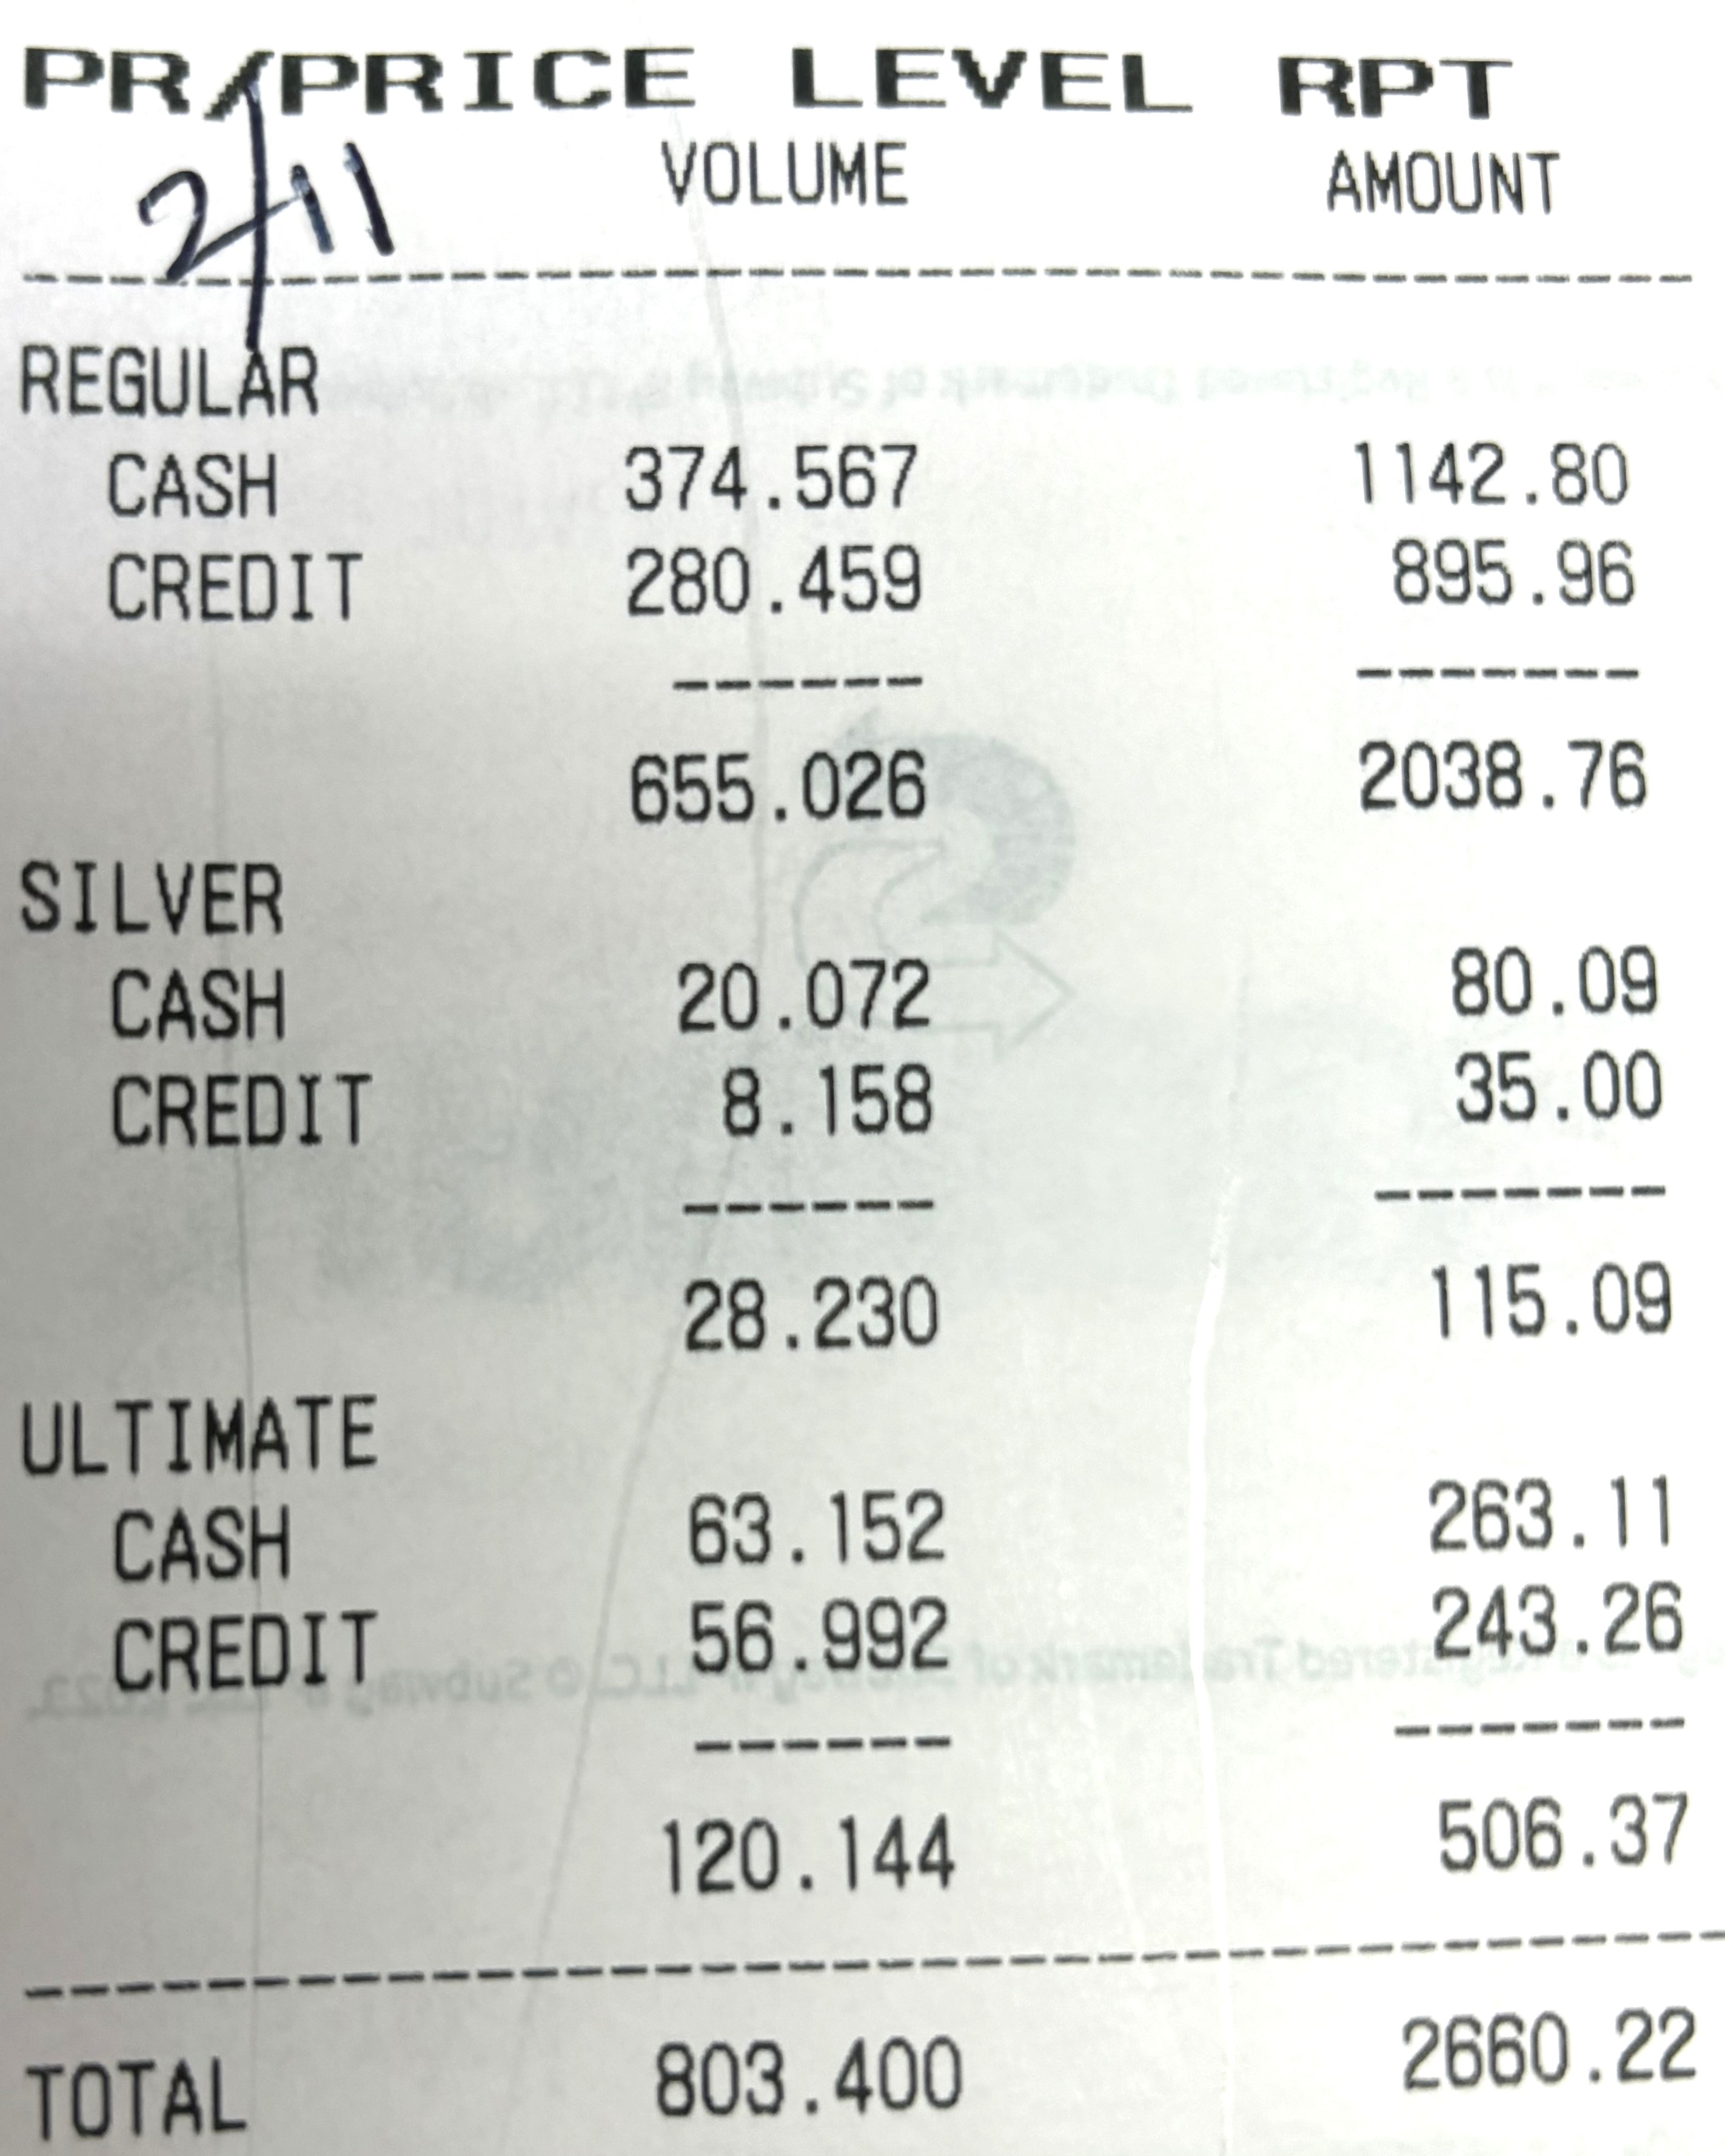 PR/PRICE LEVEL RPT
VOLUME AMOUNT
2/11
--------------------------------
REGULAR
CASH 374.567 1142.80
CREDIT 280.459 895.96
------ -------
655.026 2038.76
SILVER
CASH 20.072 80.09
CREDIT 8.158 35.00
------ -------
28.230 115.09
ULTIMATE
CASH 63.152 263.11
CREDIT 56.992 243.26
------ -------
120.144 506.37
--------------------------------
TOTAL 803.400 2660.22